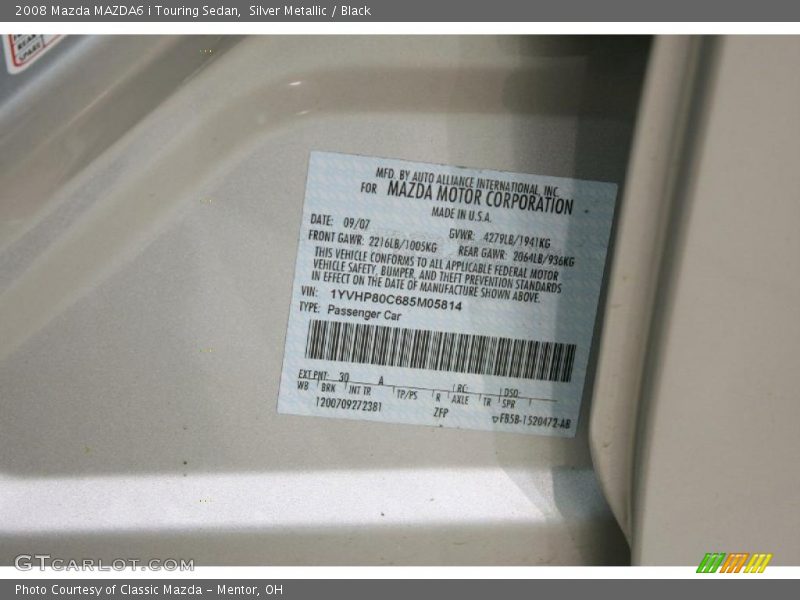 2008 Mazda MAZDA6 i Touring Sedan,  Silver Metallic / Black
MFD. BY AUTO ALLIANCE INTERNATIONAL, INC.
FOR MAZDA MOTOR CORPORATION
MADE IN U.S.A.
DATE: 09/07 GVWR: 4279LB/1941KG
FRONT GAWR: 2216LB/1005KG REAR GAWR: 2064LB/936KG
THIS VEHICLE CONFORMS TO ALL APPLICABLE FEDERAL MOTOR
VEHICLE SAFETY, BUMPER, AND THEFT PREVENTION STANDARDS
IN EFFECT ON THE DATE OF MANUFACTURE SHOWN ABOVE.
VIN: 1YVHP80C685M05814
TYPE: Passenger Car
EXT PNT: 30 A RC: DSO:
WB BRK INT TR TP/PS R AXLE TR SPR
1200709272381 ZFP FB5B-1520472-AB
GTCARLOT.COM
Photo Courtesy of Classic Mazda - Mentor, OH